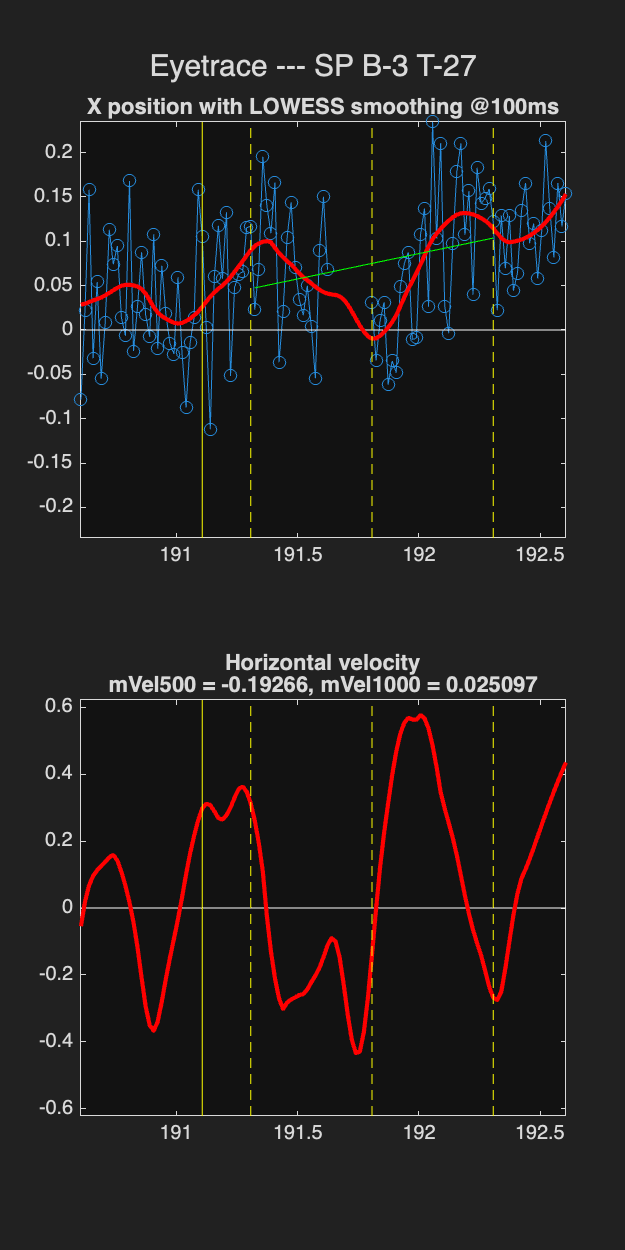 Eyetrace --- SP B-3 T-27
X position with LOWESS smoothing @100ms
0.2
0.15
0.1
0.05
0
-0.05
-0.1
-0.15
-0.2
191 191.5 192 192.5
Horizontal velocity
mVel500 = -0.19266, mVel1000 = 0.025097
0.6
0.4
0.2
0
-0.2
-0.4
-0.6
191 191.5 192 192.5